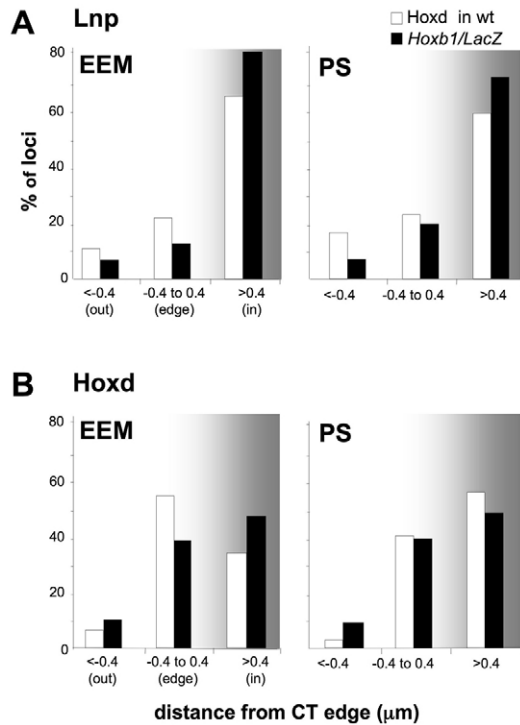 A Lnp
Hoxd in wt
Hoxb1/LacZ
EEM
PS
% of loci
80
60
40
20
0
<-0.4 -0.4 to 0.4 >0.4
(out) (edge) (in)
<-0.4 -0.4 to 0.4 >0.4
B Hoxd
EEM
PS
80
60
40
20
0
<-0.4 -0.4 to 0.4 >0.4
(out) (edge) (in)
<-0.4 -0.4 to 0.4 >0.4
distance from CT edge (μm)